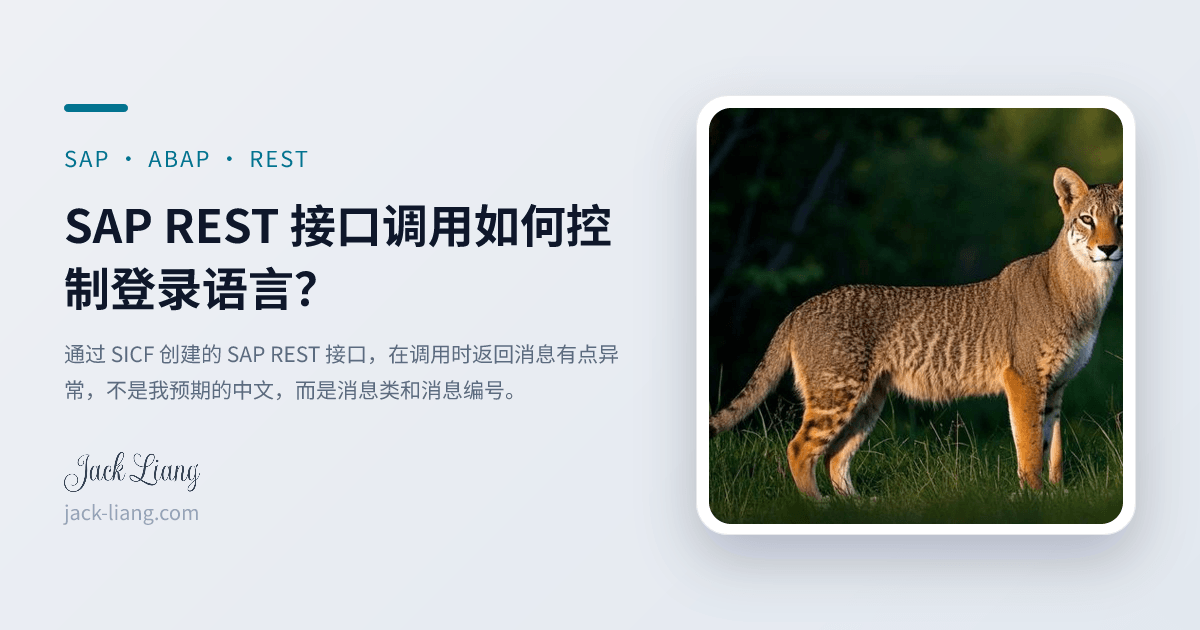 SAP • ABAP • REST
SAP REST 接口调用如何控
制登录语言？
通过 SICF 创建的 SAP REST 接口，在调用时返回消息有点异
常，不是我预期的中文，而是消息类和消息编号。
Jack Liang
jack-liang.com